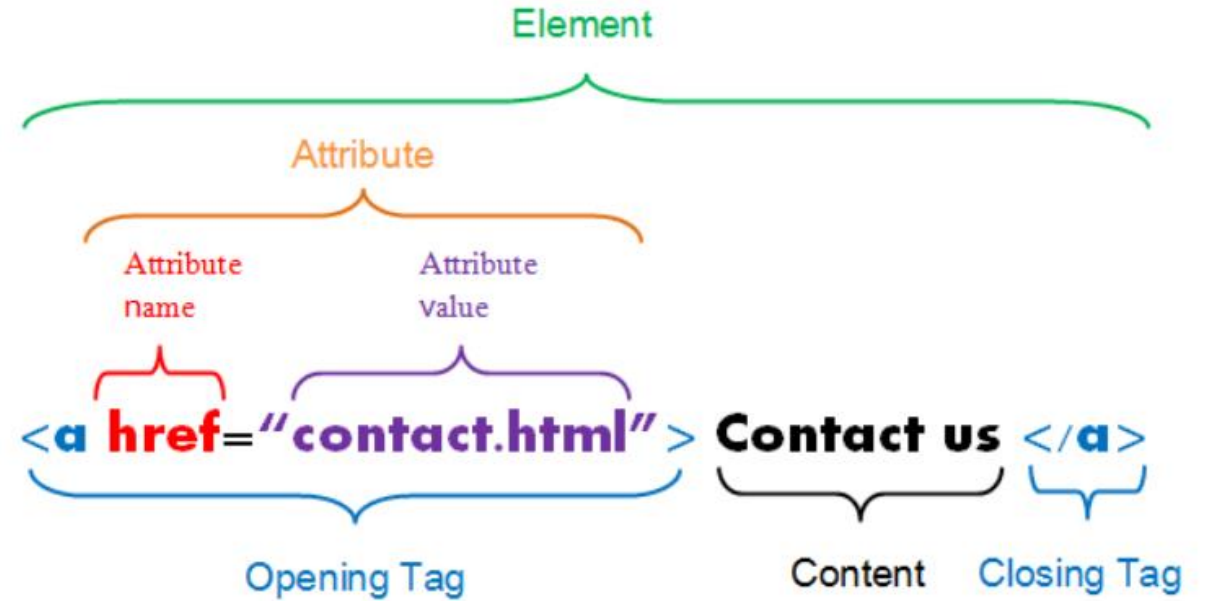 Element
Attribute
Attribute Attribute
name value
<a href=“contact.html”> Contact us </a>
Opening Tag Content Closing Tag